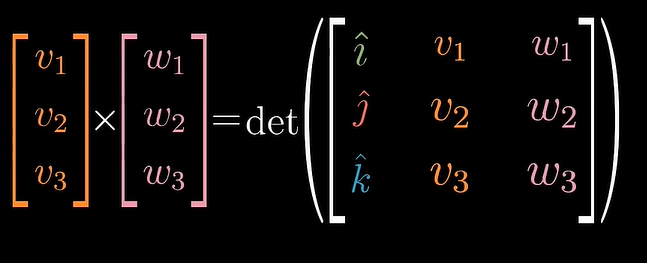 v₁ w₁ î v₁ w₁
v₂ × w₂ = det ĵ v₂ w₂
v₃ w₃ k̂ v₃ w₃